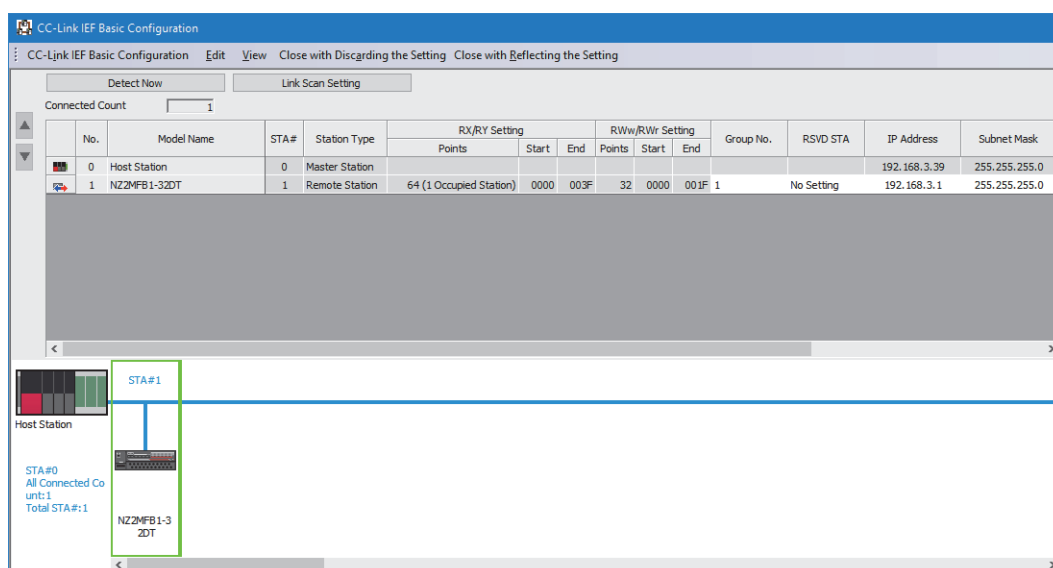 CC-Link IEF Basic Configuration
CC-Link IEF Basic Configuration Edit View Close with Discarding the Setting Close with Reflecting the Setting
Detect Now Link Scan Setting
Connected Count 1
No. Model Name STA# Station Type RX/RY Setting RWw/RWr Setting Group No. RSVD STA IP Address Subnet Mask
Points Start End Points Start End
0 Host Station 0 Master Station 192.168.3.39 255.255.255.0
1 NZ2MFB1-32DT 1 Remote Station 64 (1 Occupied Station) 0000 003F 32 0000 001F 1 No Setting 192.168.3.1 255.255.255.0
STA#1
Host Station
STA#0
All Connected Co
unt:1
Total STA#:1
NZ2MFB1-3
2DT